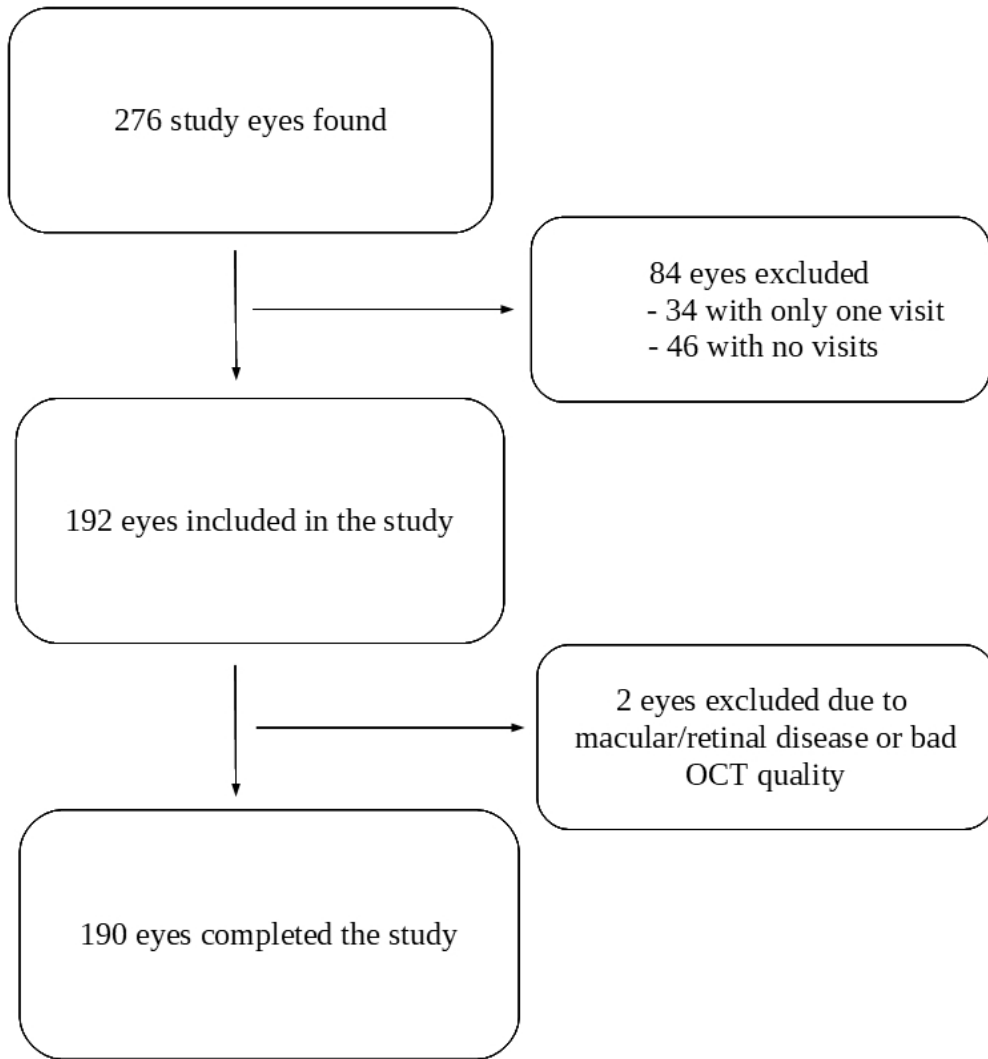 276 study eyes found
84 eyes excluded
- 34 with only one visit
- 46 with no visits
192 eyes included in the study
2 eyes excluded due to
macular/retinal disease or bad
OCT quality
190 eyes completed the study